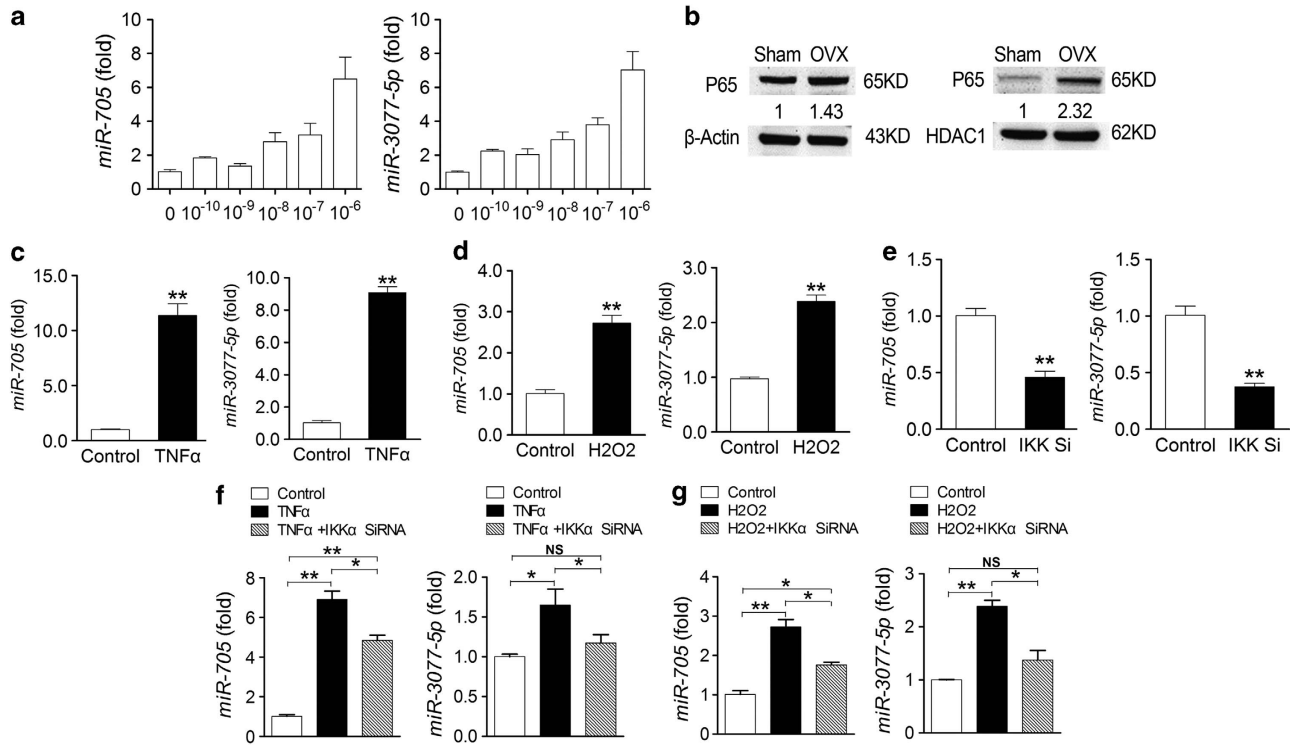 a
miR-705 (fold)
10
8
6
4
2
0
0 10⁻¹⁰ 10⁻⁹ 10⁻⁸ 10⁻⁷ 10⁻⁶
miR-3077-5p (fold)
10
8
6
4
2
0
0 10⁻¹⁰ 10⁻⁹ 10⁻⁸ 10⁻⁷ 10⁻⁶
b
Sham OVX
P65 65KD
1 1.43
β-Actin 43KD
Sham OVX
P65 65KD
1 2.32
HDAC1 62KD
c
miR-705 (fold)
15.0
10.0
5.0
0.0
**
Control TNFα
miR-3077-5p (fold)
10.0
8.0
6.0
4.0
2.0
0.0
**
Control TNFα
d
miR-705 (fold)
4.0
3.0
2.0
1.0
0.0
**
Control H2O2
miR-3077-5p (fold)
3.0
2.0
1.0
0.0
**
Control H2O2
e
miR-705 (fold)
1.5
1.0
0.5
0.0
**
Control IKK Si
miR-3077-5p (fold)
1.5
1.0
0.5
0.0
**
Control IKK Si
f
Control
TNFα
TNFα +IKKα SiRNA
**
** *
miR-705 (fold)
8
6
4
2
0
Control
TNFα
TNFα +IKKα SiRNA
NS
* *
miR-3077-5p (fold)
2.0
1.5
1.0
0.5
0.0
g
Control
H2O2
H2O2+IKKα SiRNA
*
** *
miR-705 (fold)
4
3
2
1
0
Control
H2O2
H2O2+IKKα SiRNA
NS
** *
miR-3077-5p (fold)
3
2
1
0